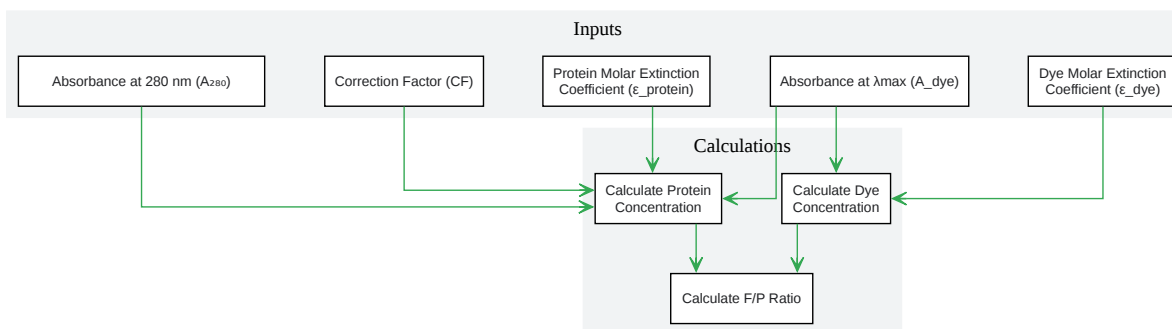 Inputs
Absorbance at 280 nm (A₂₈₀)
Correction Factor (CF)
Protein Molar Extinction
Coefficient (ε_protein)
Absorbance at λmax (A_dye)
Dye Molar Extinction
Coefficient (ε_dye)
Calculations
Calculate Protein
Concentration
Calculate Dye
Concentration
Calculate F/P Ratio